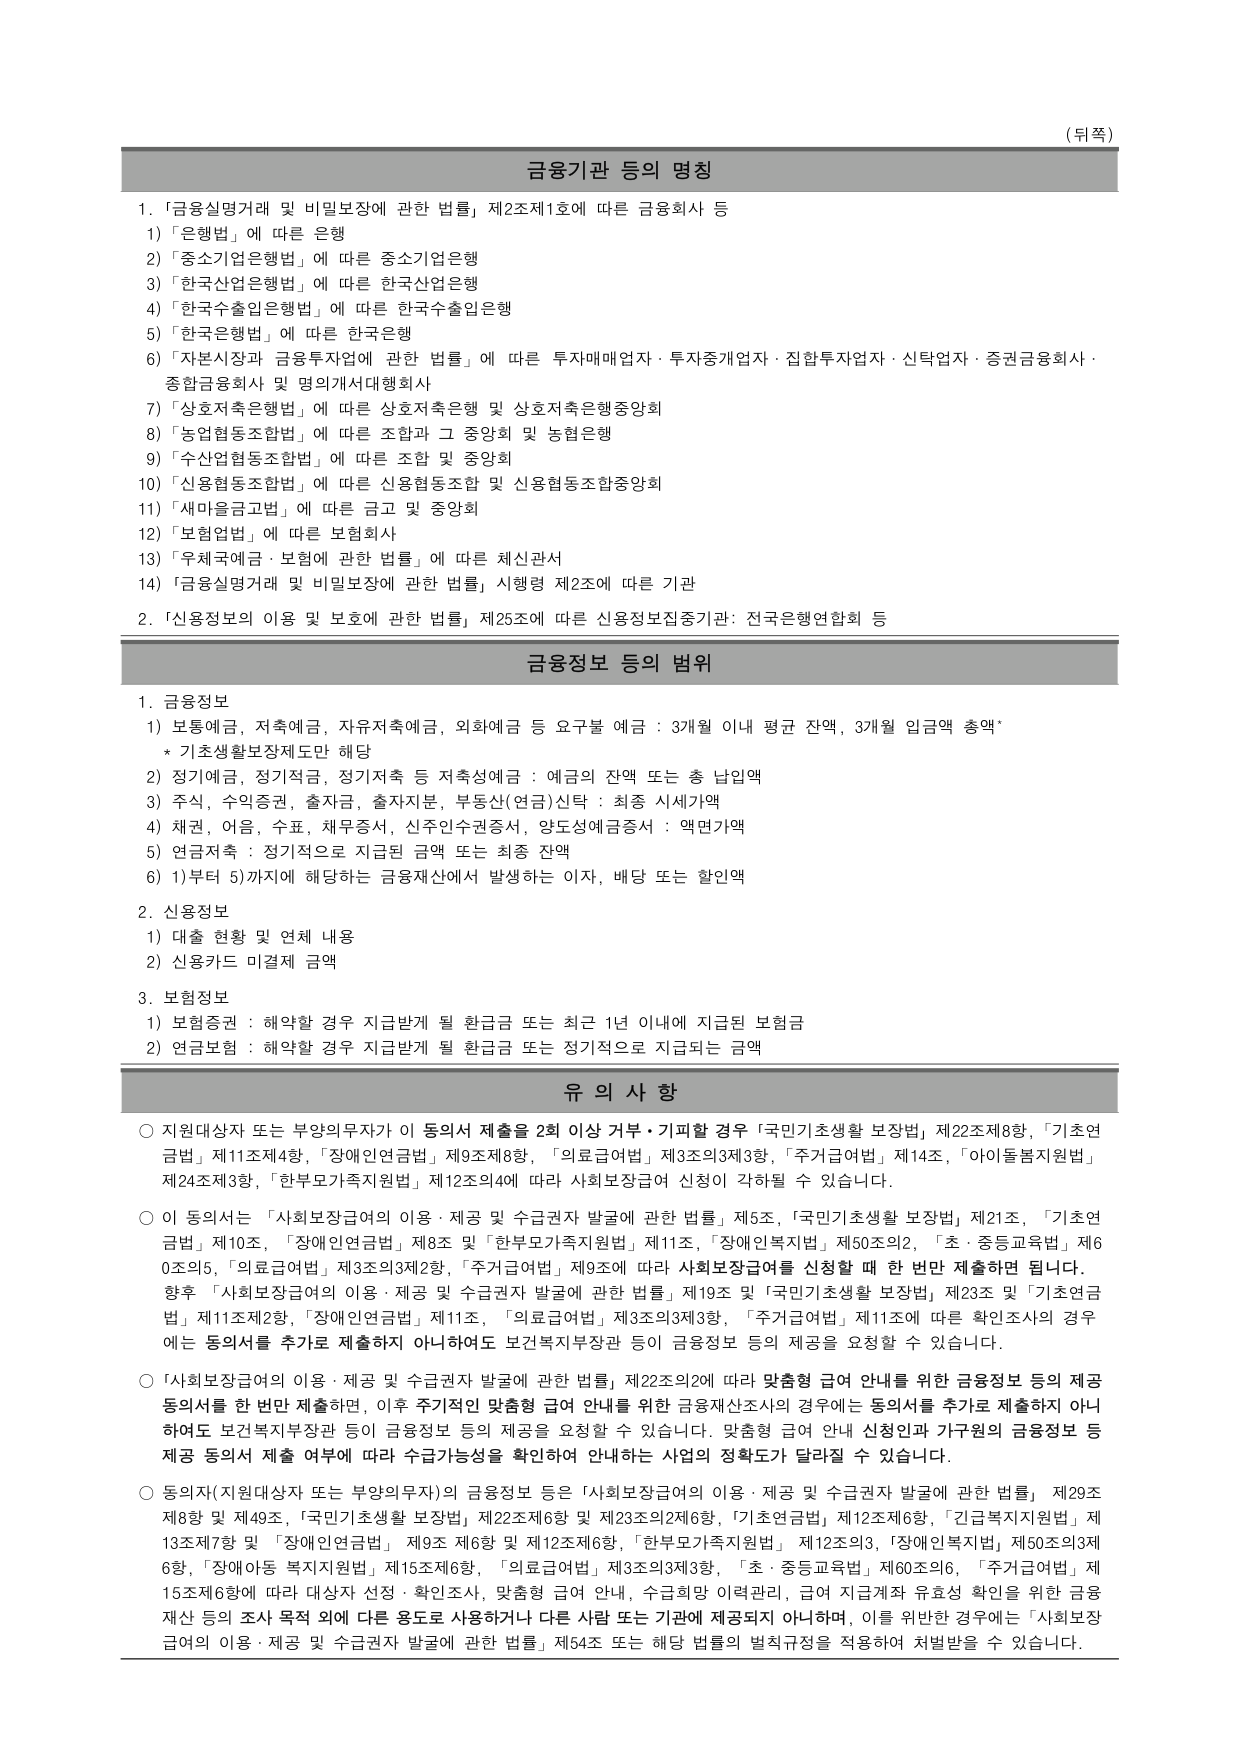 (뒤쪽)
금융기관 등의 명칭
1. 「금융실명거래 및 비밀보장에 관한 법률」 제2조제1호에 따른 금융회사 등
1) 「은행법」에 따른 은행
2) 「중소기업은행법」에 따른 중소기업은행
3) 「한국산업은행법」에 따른 한국산업은행
4) 「한국수출입은행법」에 따른 한국수출입은행
5) 「한국은행법」에 따른 한국은행
6) 「자본시장과 금융투자업에 관한 법률」에 따른 투자매매업자 · 투자중개업자 · 집합투자업자 · 신탁업자 · 증권금융회사 ·
종합금융회사 및 명의개서대행회사
7) 「상호저축은행법」에 따른 상호저축은행 및 상호저축은행중앙회
8) 「농업협동조합법」에 따른 조합과 그 중앙회 및 농협은행
9) 「수산업협동조합법」에 따른 조합 및 중앙회
10) 「신용협동조합법」에 따른 신용협동조합 및 신용협동조합중앙회
11) 「새마을금고법」에 따른 금고 및 중앙회
12) 「보험업법」에 따른 보험회사
13) 「우체국예금 · 보험에 관한 법률」에 따른 체신관서
14) 「금융실명거래 및 비밀보장에 관한 법률」 시행령 제2조에 따른 기관
2. 「신용정보의 이용 및 보호에 관한 법률」 제25조에 따른 신용정보집중기관: 전국은행연합회 등
금융정보 등의 범위
1. 금융정보
1) 보통예금, 저축예금, 자유저축예금, 외화예금 등 요구불 예금 : 3개월 이내 평균 잔액, 3개월 입금액 총액*
* 기초생활보장제도만 해당
2) 정기예금, 정기적금, 정기저축 등 저축성예금 : 예금의 잔액 또는 총 납입액
3) 주식, 수익증권, 출자금, 출자지분, 부동산(연금)신탁 : 최종 시세가액
4) 채권, 어음, 수표, 채무증서, 신주인수권증서, 양도성예금증서 : 액면가액
5) 연금저축 : 정기적으로 지급된 금액 또는 최종 잔액
6) 1)부터 5)까지에 해당하는 금융재산에서 발생하는 이자, 배당 또는 할인액
2. 신용정보
1) 대출 현황 및 연체 내용
2) 신용카드 미결제 금액
3. 보험정보
1) 보험증권 : 해약할 경우 지급받게 될 환급금 또는 최근 1년 이내에 지급된 보험금
2) 연금보험 : 해약할 경우 지급받게 될 환급금 또는 정기적으로 지급되는 금액
유 의 사 항
○ 지원대상자 또는 부양의무자가 이 동의서 제출을 2회 이상 거부·기피할 경우 「국민기초생활 보장법」 제22조제8항, 「기초연
금법」 제11조제4항, 「장애인연금법」 제9조제8항, 「의료급여법」 제3조의3제3항, 「주거급여법」 제14조, 「아이돌봄지원법」
제24조제3항, 「한부모가족지원법」 제12조의4에 따라 사회보장급여 신청이 각하될 수 있습니다.
○ 이 동의서는 「사회보장급여의 이용 · 제공 및 수급권자 발굴에 관한 법률」 제5조, 「국민기초생활 보장법」 제21조, 「기초연
금법」 제10조, 「장애인연금법」 제8조 및 「한부모가족지원법」 제11조, 「장애인복지법」 제50조의2, 「초 · 중등교육법」 제6
0조의5, 「의료급여법」 제3조의3제2항, 「주거급여법」 제9조에 따라 사회보장급여를 신청할 때 한 번만 제출하면 됩니다.
향후 「사회보장급여의 이용 · 제공 및 수급권자 발굴에 관한 법률」 제19조 및 「국민기초생활 보장법」 제23조 및 「기초연금
법」 제11조제2항, 「장애인연금법」 제11조, 「의료급여법」 제3조의3제3항, 「주거급여법」 제11조에 따른 확인조사의 경우
에는 동의서를 추가로 제출하지 아니하여도 보건복지부장관 등이 금융정보 등의 제공을 요청할 수 있습니다.
○ 「사회보장급여의 이용 · 제공 및 수급권자 발굴에 관한 법률」 제22조의2에 따라 맞춤형 급여 안내를 위한 금융정보 등의 제공
동의서를 한 번만 제출하면, 이후 주기적인 맞춤형 급여 안내를 위한 금융재산조사의 경우에는 동의서를 추가로 제출하지 아니
하여도 보건복지부장관 등이 금융정보 등의 제공을 요청할 수 있습니다. 맞춤형 급여 안내 신청인과 가구원의 금융정보 등
제공 동의서 제출 여부에 따라 수급가능성을 확인하여 안내하는 사업의 정확도가 달라질 수 있습니다.
○ 동의자(지원대상자 또는 부양의무자)의 금융정보 등은 「사회보장급여의 이용 · 제공 및 수급권자 발굴에 관한 법률」 제29조
제8항 및 제49조, 「국민기초생활 보장법」 제22조제6항 및 제23조의2제6항, 「기초연금법」 제12조제6항, 「긴급복지지원법」 제
13조제7항 및 「장애인연금법」 제9조 제6항 및 제12조제6항, 「한부모가족지원법」 제12조의3, 「장애인복지법」 제50조의3제
6항, 「장애아동 복지지원법」 제15조제6항, 「의료급여법」 제3조의3제3항, 「초 · 중등교육법」 제60조의6, 「주거급여법」 제
15조제6항에 따라 대상자 선정 · 확인조사, 맞춤형 급여 안내, 수급희망 이력관리, 급여 지급계좌 유효성 확인을 위한 금융
재산 등의 조사 목적 외에 다른 용도로 사용하거나 다른 사람 또는 기관에 제공되지 아니하며, 이를 위반한 경우에는 「사회보장
급여의 이용 · 제공 및 수급권자 발굴에 관한 법률」 제54조 또는 해당 법률의 벌칙규정을 적용하여 처벌받을 수 있습니다.